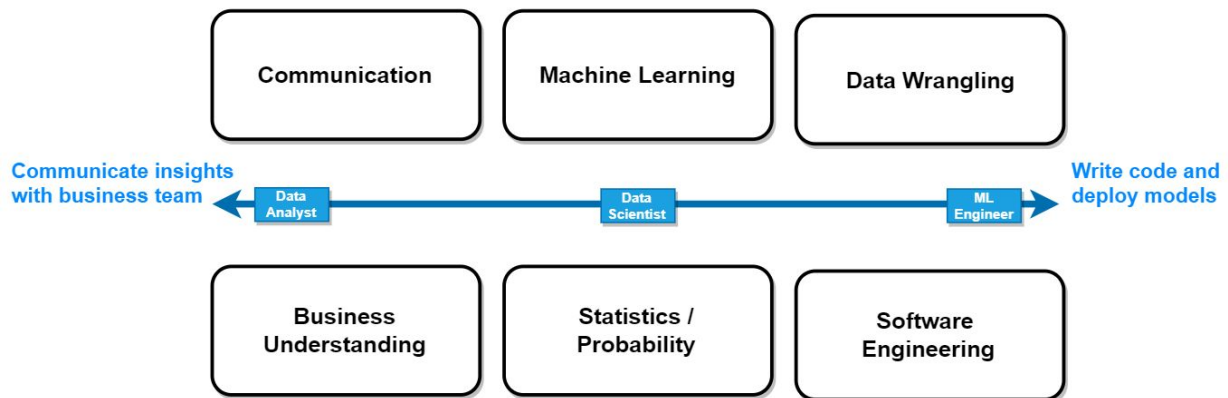 Communication
Machine Learning
Data Wrangling
Communicate insights
with business team
Data
Analyst
Data
Scientist
ML
Engineer
Write code and
deploy models
Business
Understanding
Statistics /
Probability
Software
Engineering